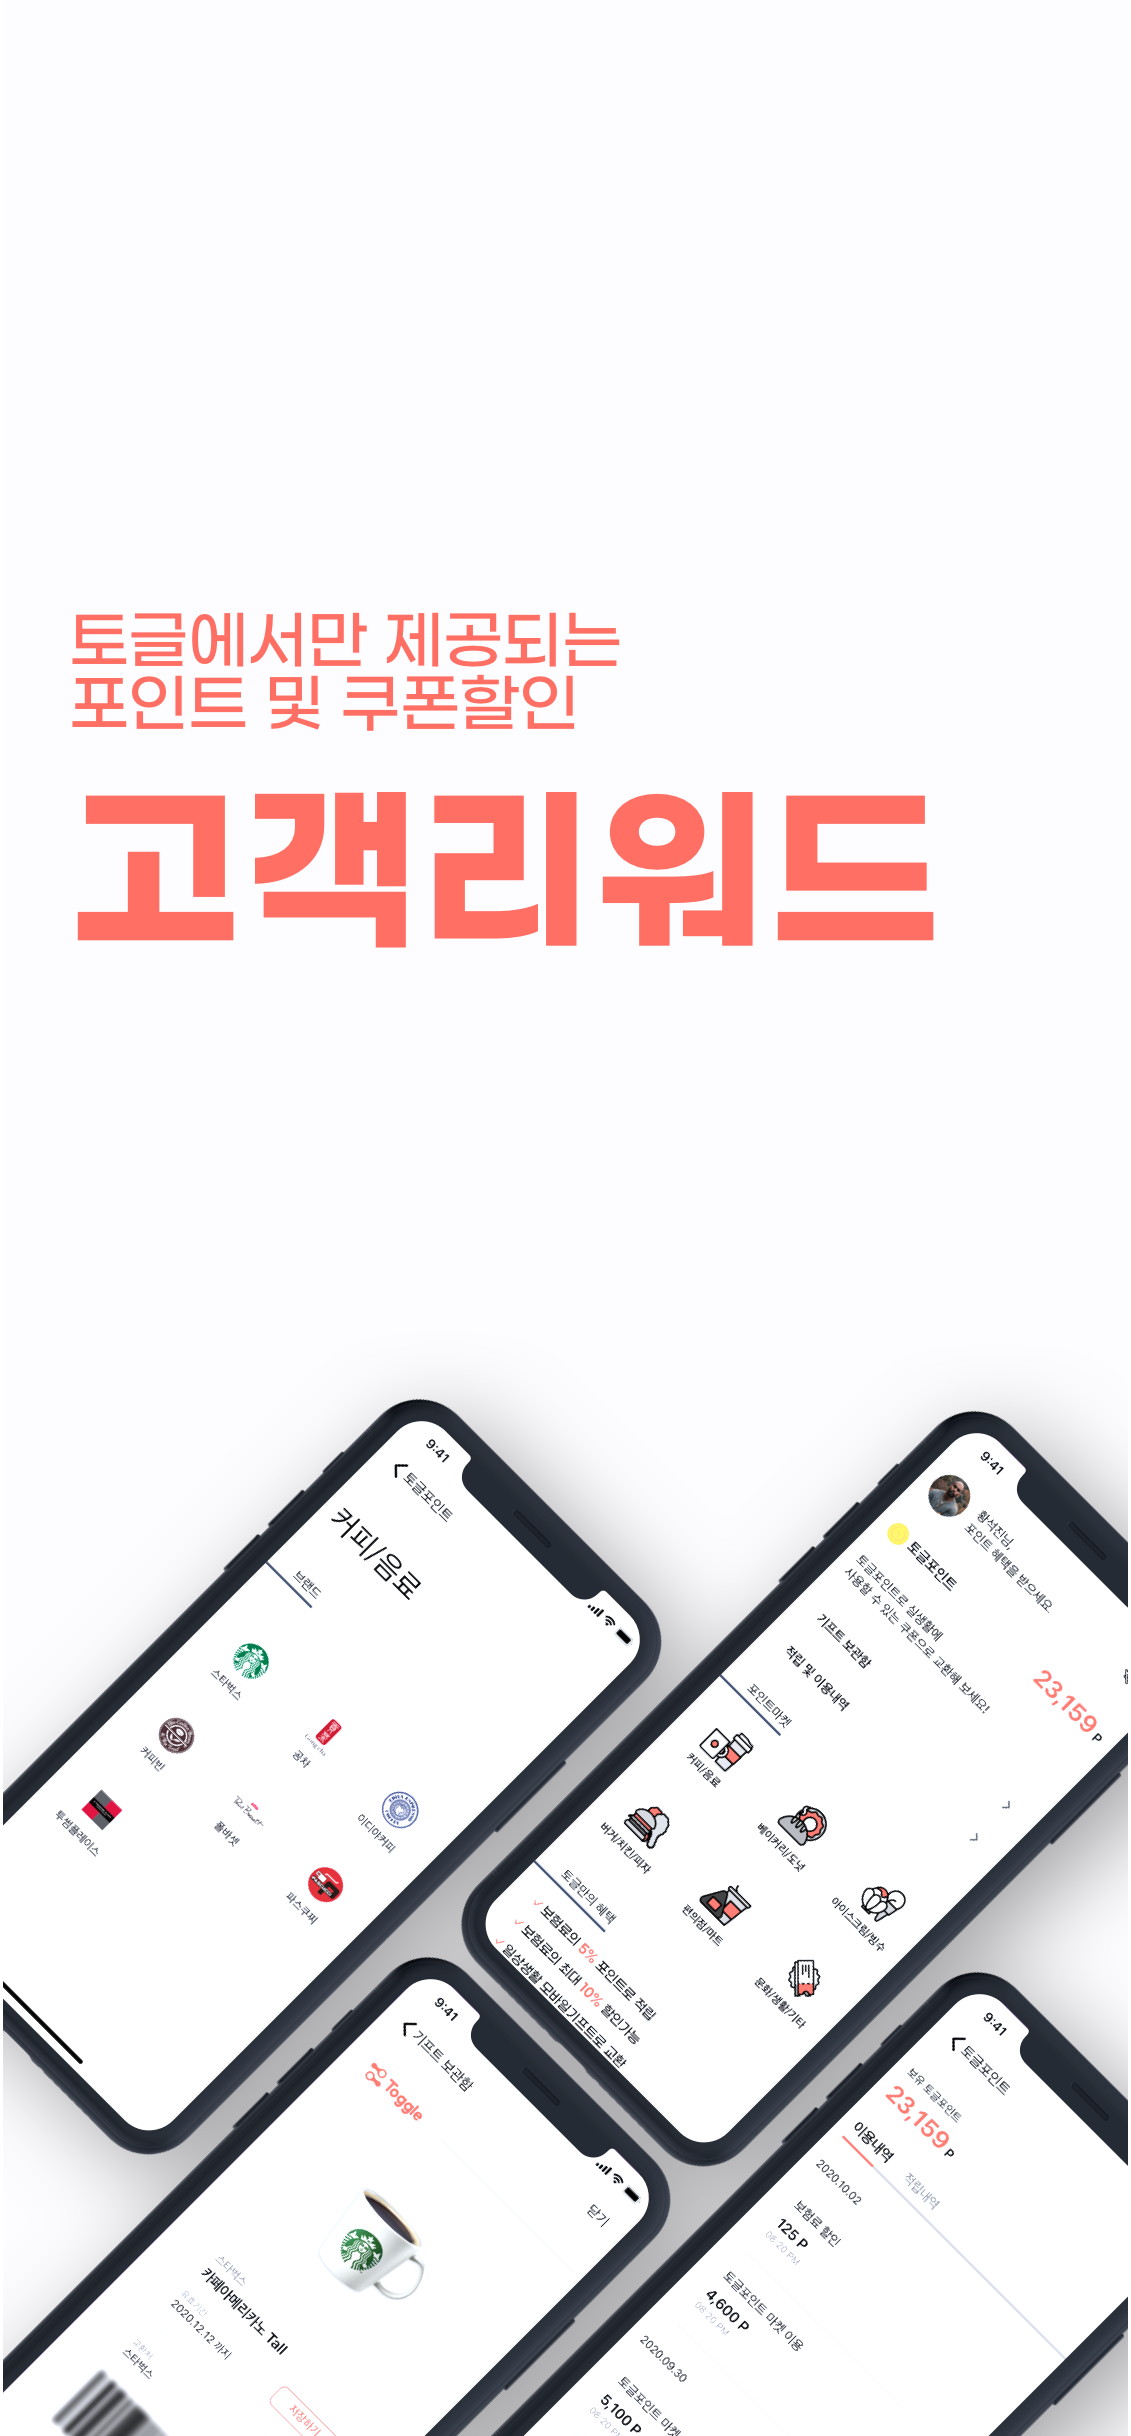 토글에서만 제공되는
포인트 및 쿠폰할인
고객리워드
9:41
토글포인트
커피/음료
브랜드
스타벅스
커피빈
공차
투썸플레이스
폴바셋
이디야커피
파스쿠찌
9:41
황석진님,
포인트 혜택을 받으세요
토글포인트
토글포인트로 실생활에
사용할 수 있는 쿠폰으로 교환해 보세요!
23,159 P
기프트 보관함
적립 및 이용내역
포인트마켓
커피/음료
버거/치킨/피자
베이커리/도넛
편의점/마트
아이스크림/빙수
문화/생활/기타
토글만의 혜택
보험료의 5% 포인트로 적립
보험료의 최대 10% 할인가능
일상생활 모바일기프트로 교환
9:41
기프트 보관함
Toggle
닫기
스타벅스
카페아메리카노 Tall
유효기간
2020.12.12 까지
교환처
스타벅스
저장하기
9:41
토글포인트
보유 토글포인트
23,159 P
이용내역
적립내역
2020.10.02
보험료 할인
125 P
08:20 PM
토글포인트 마켓 이용
4,600 P
08:20 PM
2020.09.30
토글포인트 마켓
5,100 P
08:20 PM